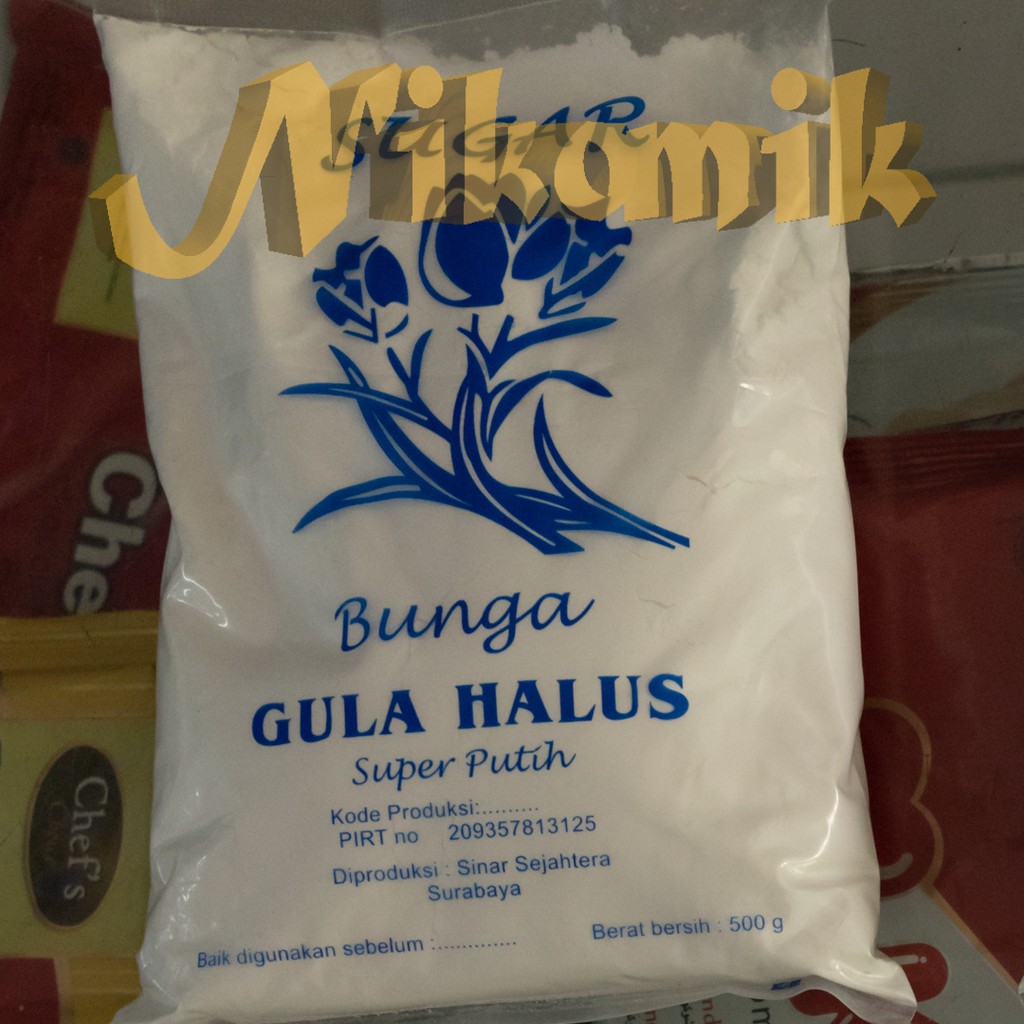 Nikamik
SUGAR
Bunga
GULA HALUS
Super Putih
Kode Produksi:.........
PIRT no 209357813125
Diproduksi : Sinar Sejahtera
Surabaya
Baik digunakan sebelum :..............
Berat bersih : 500 g
Che
Chef's